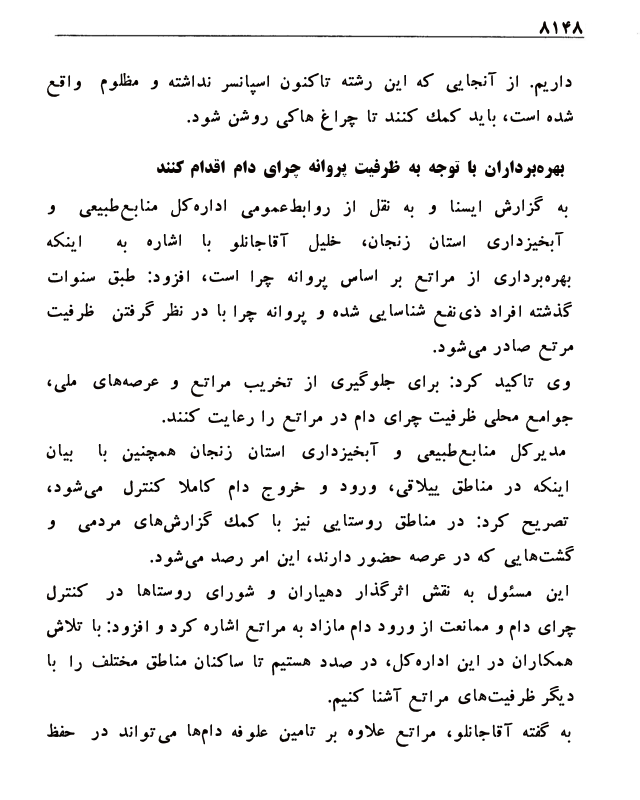 ۸۱۴۸
داریم. از آنجایی که این رشته تاکنون اسپانسر نداشته و مظلوم واقع
شده است، باید کمك کنند تا چراغ هاکی روشن شود.
بهره‌برداران با توجه به ظرفیت پروانه چرای دام اقدام کنند
به گزارش ایسنا و به نقل از روابط‌عمومی اداره‌کل منابع‌طبیعی و
آبخیزداری استان زنجان، خلیل آقاجانلو با اشاره به اینکه
بهره‌برداری از مراتع بر اساس پروانه چرا است، افزود: طبق سنوات
گذشته افراد ذی‌نفع شناسایی شده و پروانه چرا با در نظر گرفتن ظرفیت
مرتع صادر می‌شود.
وی تاکید کرد: برای جلوگیری از تخریب مراتع و عرصه‌های ملی،
جوامع محلی ظرفیت چرای دام در مراتع را رعایت کنند.
مدیرکل منابع‌طبیعی و آبخیزداری استان زنجان همچنین با بیان
اینکه در مناطق ییلاقی، ورود و خروج دام کاملا کنترل می‌شود،
تصریح کرد: در مناطق روستایی نیز با کمك گزارش‌های مردمی و
گشت‌هایی که در عرصه حضور دارند، این امر رصد می‌شود.
این مسئول به نقش اثرگذار دهیاران و شورای روستاها در کنترل
چرای دام و ممانعت از ورود دام مازاد به مراتع اشاره کرد و افزود: با تلاش
همکاران در این اداره‌کل، در صدد هستیم تا ساکنان مناطق مختلف را با
دیگر ظرفیت‌های مراتع آشنا کنیم.
به گفته آقاجانلو، مراتع علاوه بر تامین علوفه دام‌ها می‌تواند در حفظ